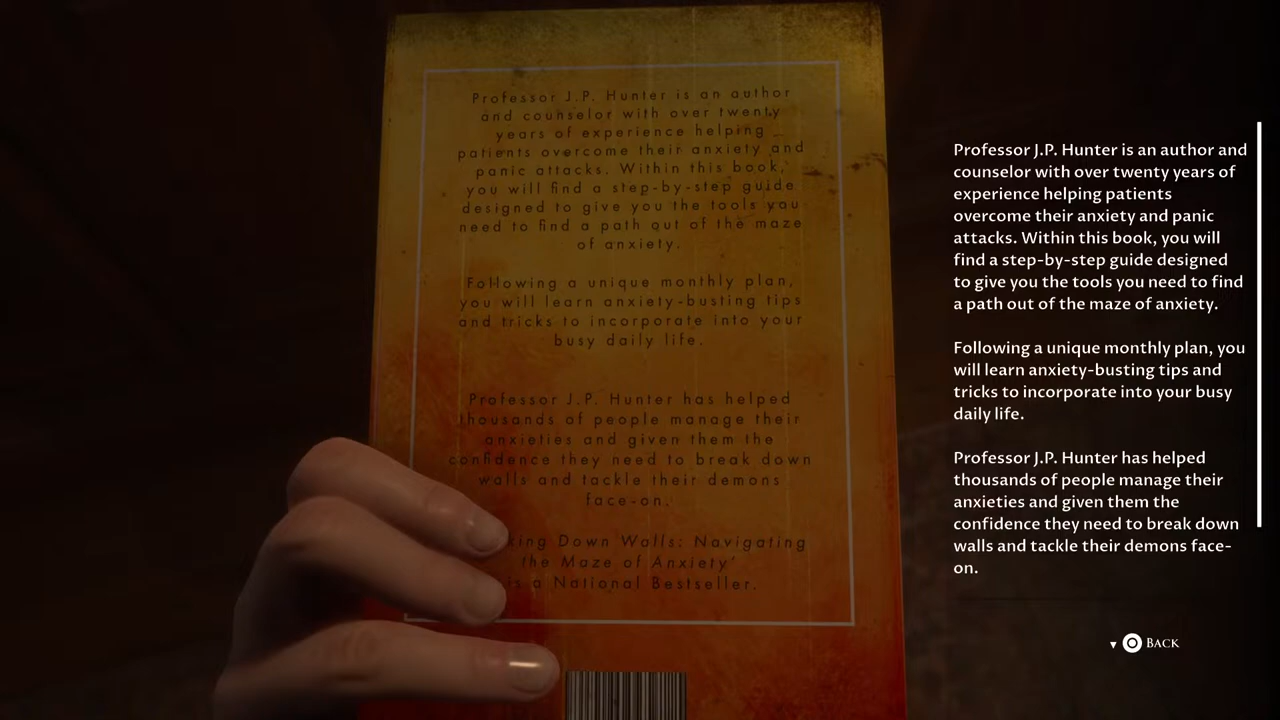 Professor J.P. Hunter is an author
and counselor with over twenty
years of experience helping
patients overcome their anxiety and
panic attacks. Within this book,
you will find a step-by-step guide
designed to give you the tools you
need to find a path out of the maze
of anxiety.
Following a unique monthly plan,
you will learn anxiety-busting tips
and tricks to incorporate into your
busy daily life.
Professor J.P. Hunter has helped
thousands of people manage their
anxieties and given them the
confidence they need to break down
walls and tackle their demons
face-on.
king Down Walls: Navigating
the Maze of Anxiety'
is a National Bestseller.
Professor J.P. Hunter is an author and
counselor with over twenty years of
experience helping patients
overcome their anxiety and panic
attacks. Within this book, you will
find a step-by-step guide designed
to give you the tools you need to find
a path out of the maze of anxiety.
Following a unique monthly plan, you
will learn anxiety-busting tips and
tricks to incorporate into your busy
daily life.
Professor J.P. Hunter has helped
thousands of people manage their
anxieties and given them the
confidence they need to break down
walls and tackle their demons face-
on.
BACK